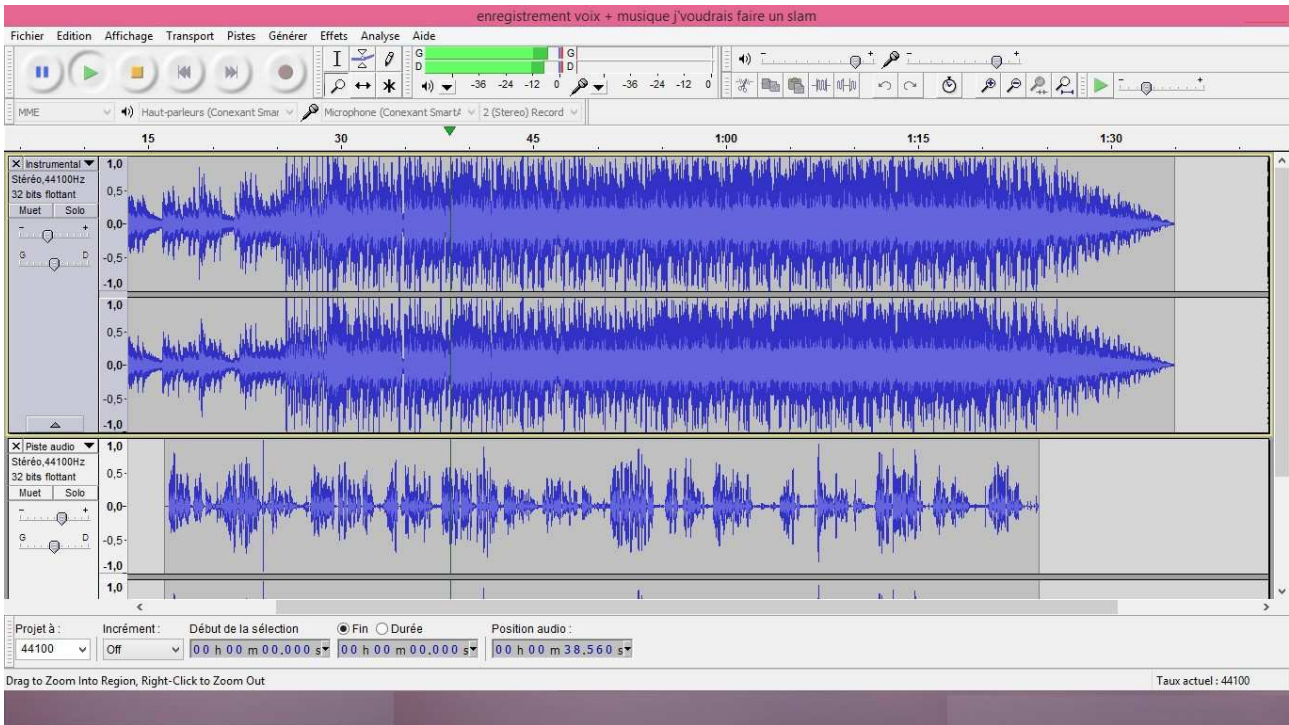 enregistrement voix + musique j'voudrais faire un slam
Fichier Edition Affichage Transport Pistes Générer Effets Analyse Aide
G
D
-36 -24 -12 0
G
D
-36 -24 -12 0
MME Haut-parleurs (Conexant Smar Microphone (Conexant SmartA 2 (Stereo) Record
15 30 45 1:00 1:15 1:30
X Instrumental
Stéréo,44100Hz
32 bits flottant
Muet Solo
- +
G D
1,0
0,5
0,0
-0,5
-1,0
1,0
0,5
0,0
-0,5
-1,0
X Piste audio
Stéréo,44100Hz
32 bits flottant
Muet Solo
- +
G D
1,0
0,5
0,0
-0,5
-1,0
1,0
Projet à : Incrément : Début de la sélection Fin Durée Position audio :
44100 Off 00 h 00 m 00,000 s 00 h 00 m 00,000 s 00 h 00 m 38,560 s
Drag to Zoom Into Region, Right-Click to Zoom Out Taux actuel : 44100